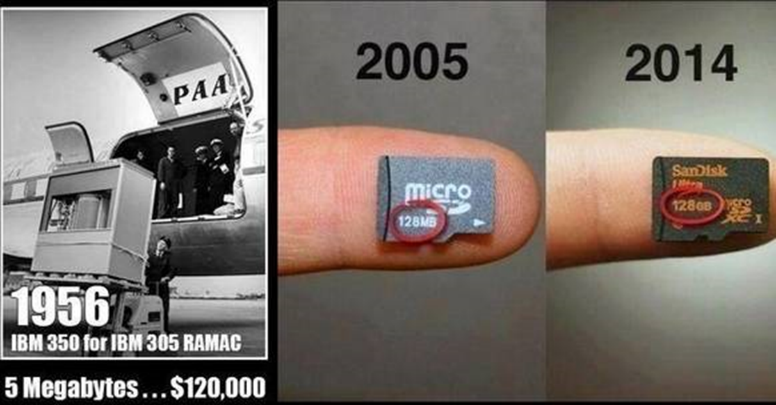 PAA
1956
IBM 350 for IBM 305 RAMAC
5 Megabytes... $120,000
2005
micro
128MB
2014
SanDisk
Ultra
128GB
micro
I